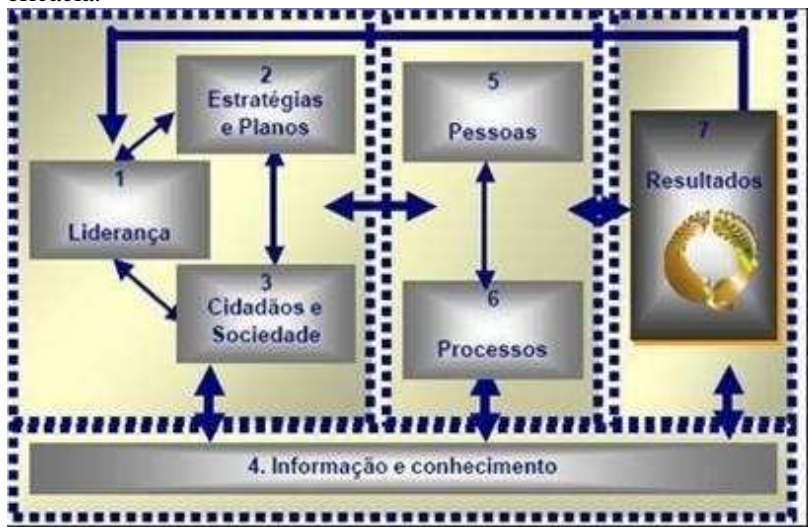 2
Estratégias
e Planos
1
Liderança
3
Cidadãos e
Sociedade
5
Pessoas
6
Processos
7
Resultados
4. Informação e conhecimento